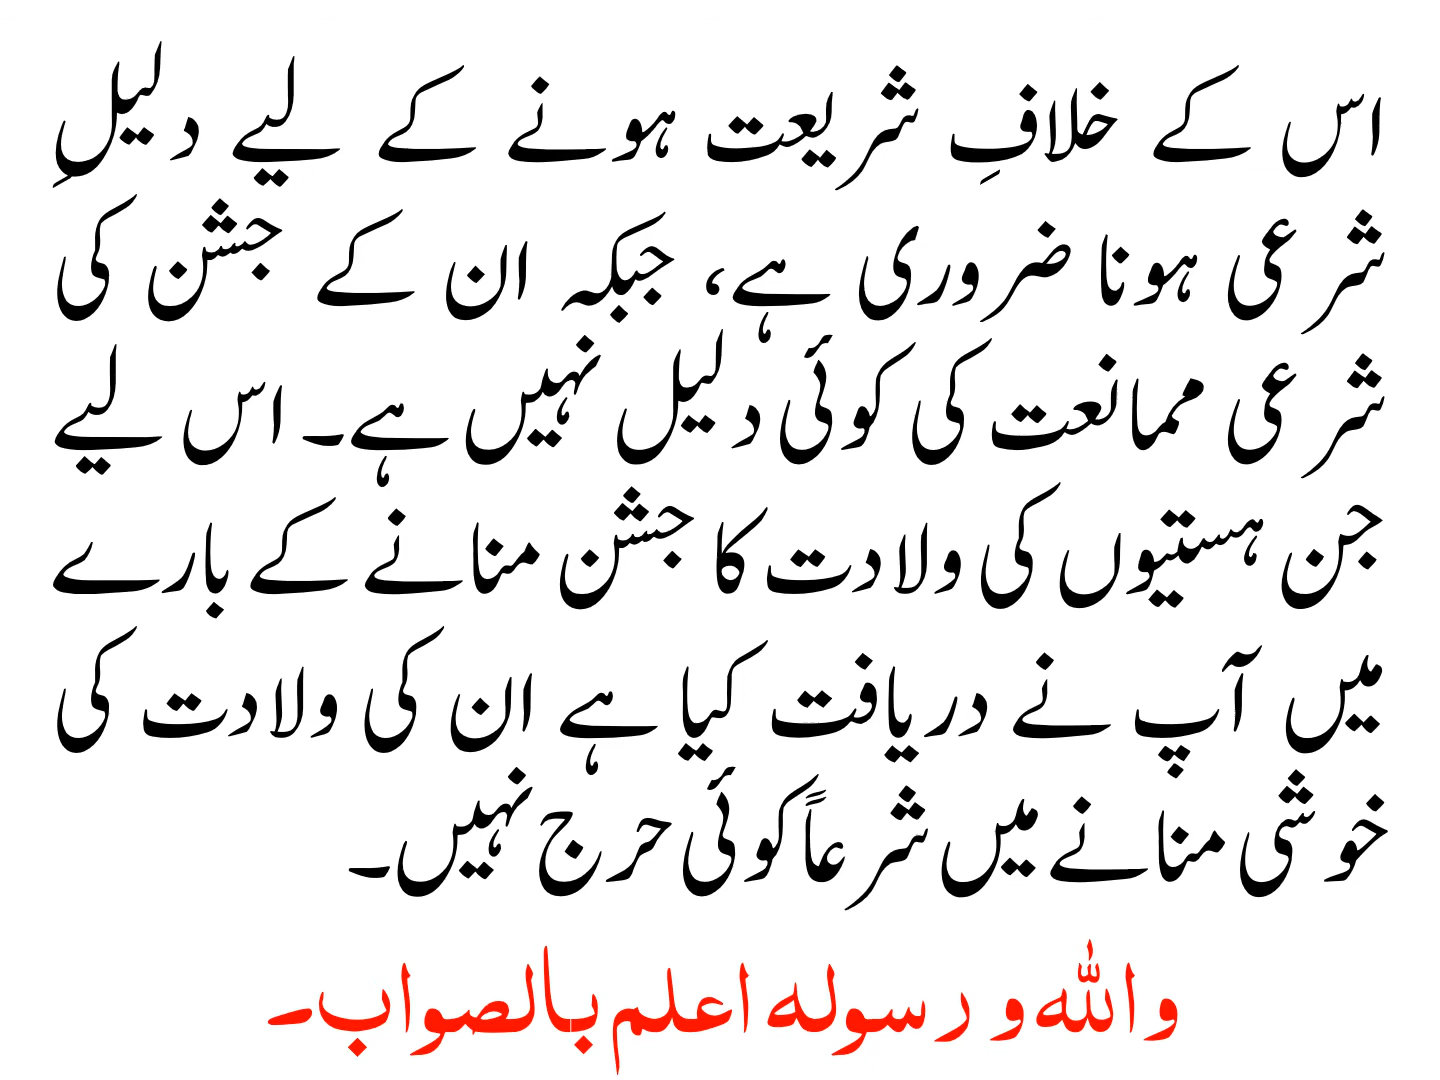 اس کے خلافِ شریعت ہونے کے لیے دلیلِ
شرعی ہونا ضروری ہے، جبکہ ان کے جشن کی
شرعی ممانعت کی کوئی دلیل نہیں ہے۔ اس لیے
جن ہستیوں کی ولادت کا جشن منانے کے بارے
میں آپ نے دریافت کیا ہے ان کی ولادت کی
خوشی منانے میں شرعاً کوئی حرج نہیں۔
واللہ و رسولہ اعلم بالصواب۔